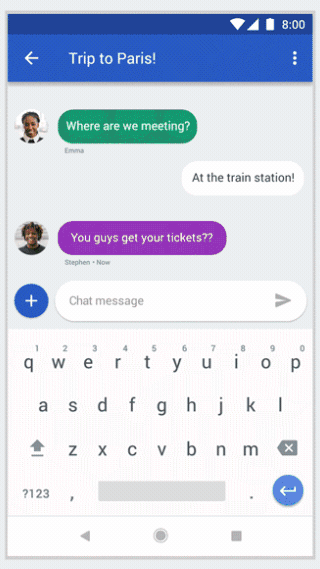 8:00
Trip to Paris!
Where are we meeting?
Emma
At the train station!
You guys get your tickets??
Stephen • Now
Chat message
1 2 3 4 5 6 7 8 9 0
q w e r t y u i o p
a s d f g h j k l
z x c v b n m
?123 , .